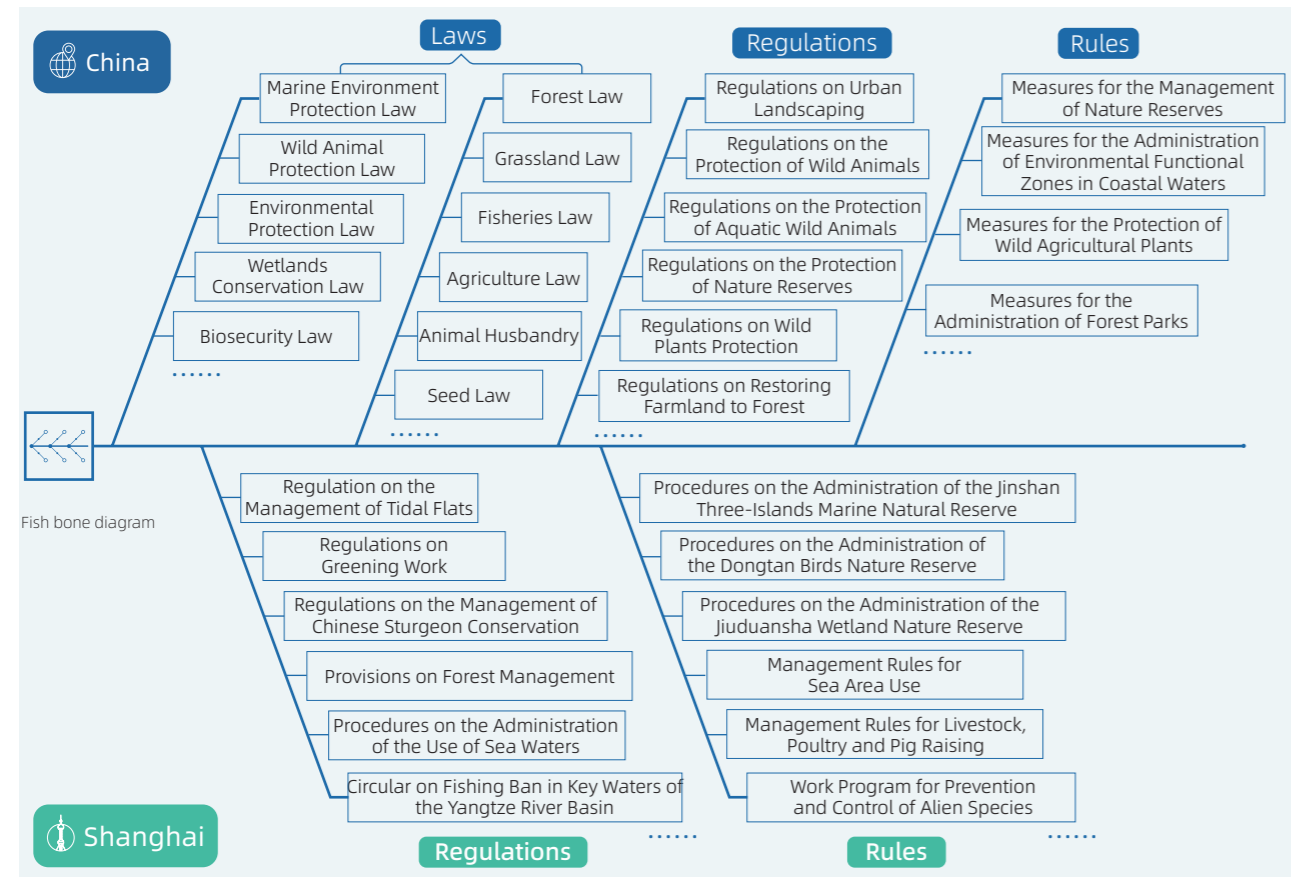 China
Laws
Marine Environment
Protection Law
Wild Animal
Protection Law
Environmental
Protection Law
Wetlands
Conservation Law
Biosecurity Law
......
Forest Law
Grassland Law
Fisheries Law
Agriculture Law
Animal Husbandry
Seed Law
......
Regulations
Regulations on Urban
Landscaping
Regulations on the
Protection of Wild Animals
Regulations on the Protection
of Aquatic Wild Animals
Regulations on the Protection
of Nature Reserves
Regulations on Wild
Plants Protection
Regulations on Restoring
Farmland to Forest
......
Rules
Measures for the Management
of Nature Reserves
Measures for the Administration
of Environmental Functional
Zones in Coastal Waters
Measures for the Protection of
Wild Agricultural Plants
Measures for the
Administration of Forest Parks
......
Fish bone diagram
Regulation on the
Management of Tidal Flats
Regulations on
Greening Work
Regulations on the Management of
Chinese Sturgeon Conservation
Provisions on Forest Management
Procedures on the Administration
of the Use of Sea Waters
Circular on Fishing Ban in Key Waters of
the Yangtze River Basin
......
Regulations
Procedures on the Administration of the Jinshan
Three-Islands Marine Natural Reserve
Procedures on the Administration of
the Dongtan Birds Nature Reserve
Procedures on the Administration of the
Jiuduansha Wetland Nature Reserve
Management Rules for
Sea Area Use
Management Rules for Livestock,
Poultry and Pig Raising
Work Program for Prevention
and Control of Alien Species
......
Rules
Shanghai